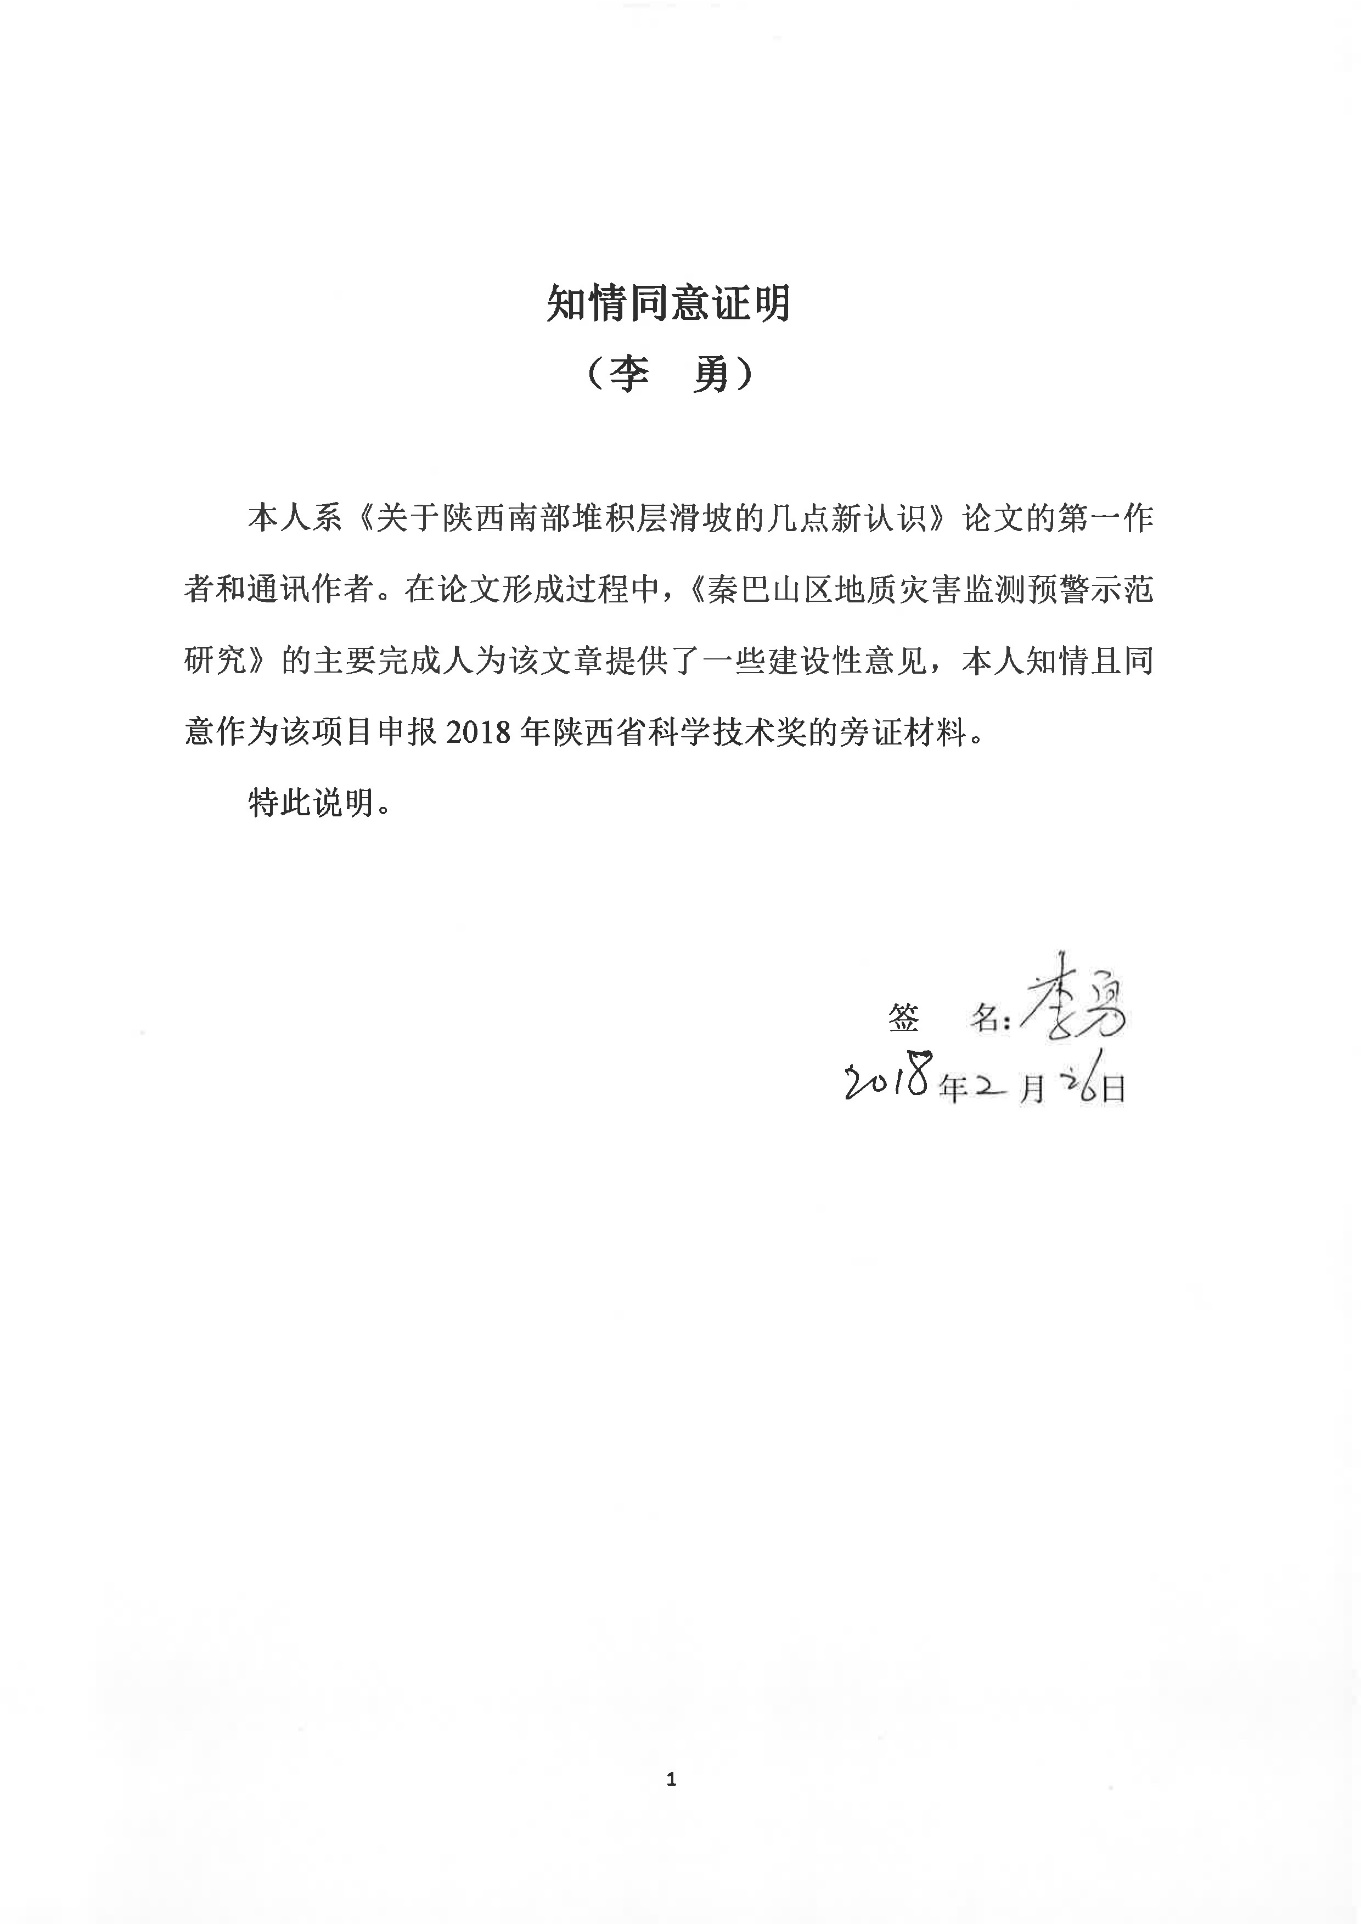 知情同意证明
（李　勇）
本人系《关于陕西南部堆积层滑坡的几点新认识》论文的第一作
者和通讯作者。在论文形成过程中，《秦巴山区地质灾害监测预警示范
研究》的主要完成人为该文章提供了一些建设性意见，本人知情且同
意作为该项目申报 2018 年陕西省科学技术奖的旁证材料。
特此说明。
签　名：李勇
2018年2月26日
1